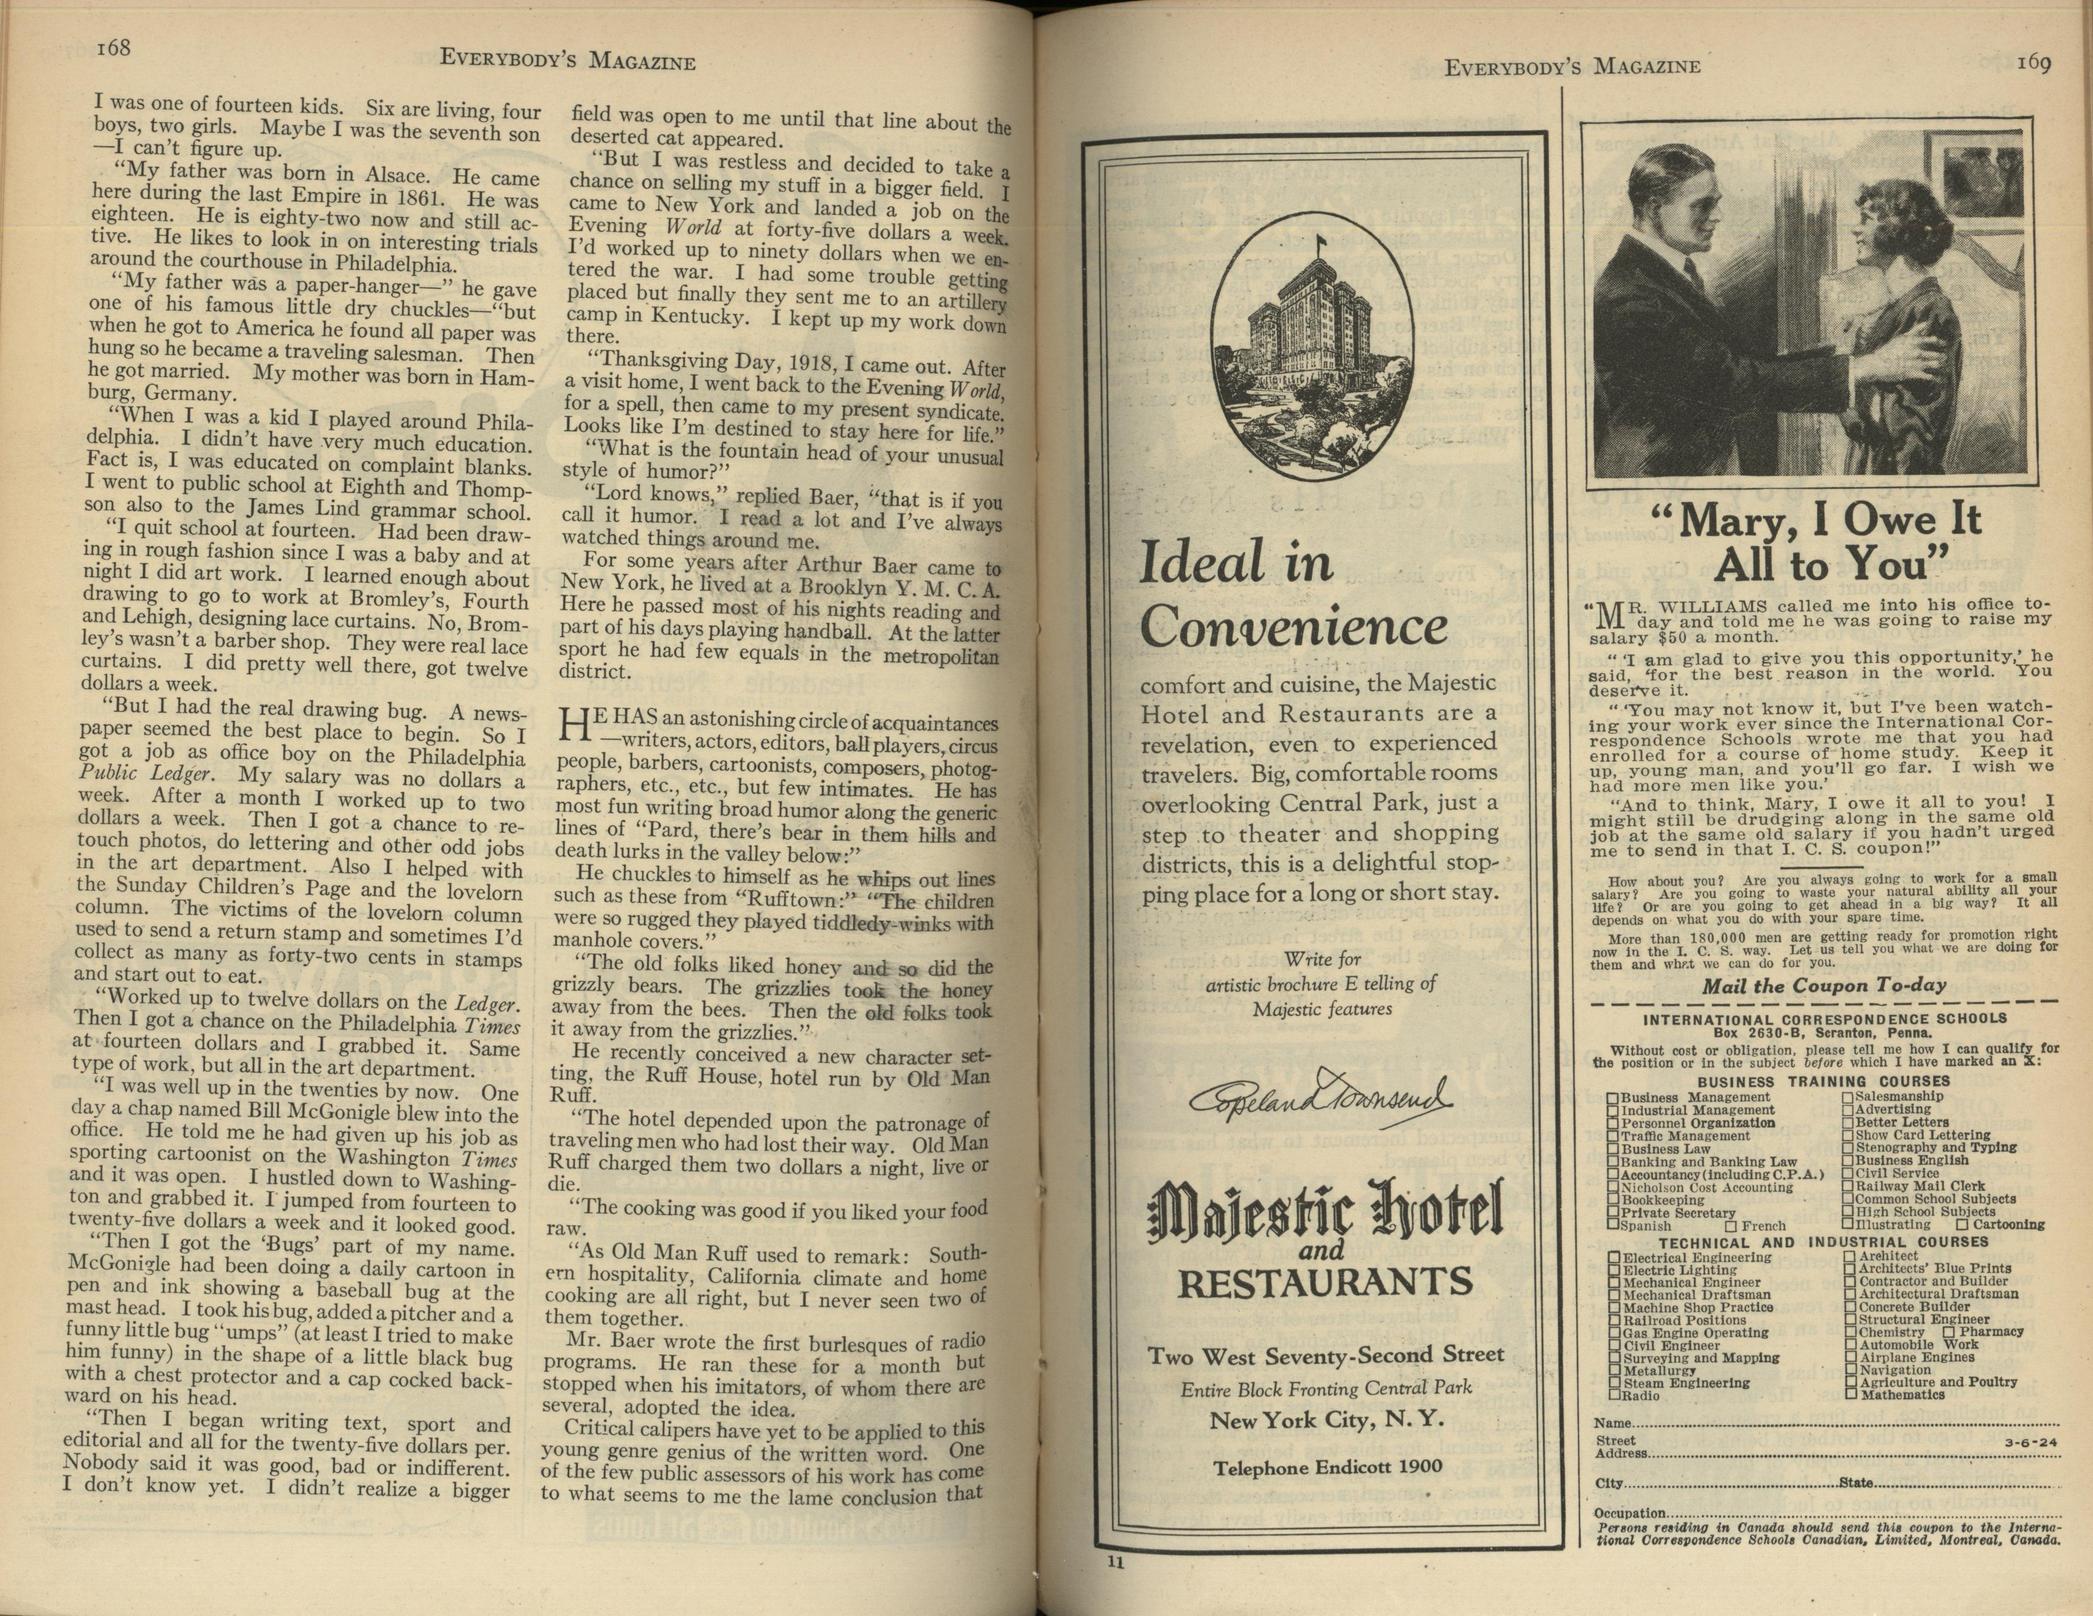 168
EVERYBODY'S MAGAZINE
I was one of fourteen kids. Six are living, four
boys, two girls. Maybe I was the seventh son
—I can't figure up.
"My father was born in Alsace. He came
here during the last Empire in 1861. He was
eighteen. He is eighty-two now and still ac-
tive. He likes to look in on interesting trials
around the courthouse in Philadelphia.
"My father was a paper-hanger—" he gave
one of his famous little dry chuckles—"but
when he got to America he found all paper was
hung so he became a traveling salesman. Then
he got married. My mother was born in Ham-
burg, Germany.
"When I was a kid I played around Phila-
delphia. I didn't have very much education.
Fact is, I was educated on complaint blanks.
I went to public school at Eighth and Thomp-
son also to the James Lind grammar school.
"I quit school at fourteen. Had been draw-
ing in rough fashion since I was a baby and at
night I did art work. I learned enough about
drawing to go to work at Bromley's, Fourth
and Lehigh, designing lace curtains. No, Brom-
ley's wasn't a barber shop. They were real lace
curtains. I did pretty well there, got twelve
dollars a week.
"But I had the real drawing bug. A news-
paper seemed the best place to begin. So I
got a job as office boy on the Philadelphia
Public Ledger. My salary was no dollars a
week. After a month I worked up to two
dollars a week. Then I got a chance to re-
touch photos, do lettering and other odd jobs
in the art department. Also I helped with
the Sunday Children's Page and the lovelorn
column. The victims of the lovelorn column
used to send a return stamp and sometimes I'd
collect as many as forty-two cents in stamps
and start out to eat.
"Worked up to twelve dollars on the Ledger.
Then I got a chance on the Philadelphia Times
at fourteen dollars and I grabbed it. Same
type of work, but all in the art department.
"I was well up in the twenties by now. One
day a chap named Bill McGonigle blew into the
office. He told me he had given up his job as
sporting cartoonist on the Washington Times
and it was open. I hustled down to Washing-
ton and grabbed it. I jumped from fourteen to
twenty-five dollars a week and it looked good.
"Then I got the 'Bugs' part of my name.
McGonigle had been doing a daily cartoon in
pen and ink showing a baseball bug at the
mast head. I took his bug, added a pitcher and a
funny little bug "umps" (at least I tried to make
him funny) in the shape of a little black bug
with a chest protector and a cap cocked back-
ward on his head.
"Then I began writing text, sport and
editorial and all for the twenty-five dollars per.
Nobody said it was good, bad or indifferent.
I don't know yet. I didn't realize a bigger
field was open to me until that line about the
deserted cat appeared.
"But I was restless and decided to take a
chance on selling my stuff in a bigger field. I
came to New York and landed a job on the
Evening World at forty-five dollars a week.
I'd worked up to ninety dollars when we en-
tered the war. I had some trouble getting
placed but finally they sent me to an artillery
camp in Kentucky. I kept up my work down
there.
"Thanksgiving Day, 1918, I came out. After
a visit home, I went back to the Evening World,
for a spell, then came to my present syndicate.
Looks like I'm destined to stay here for life."
"What is the fountain head of your unusual
style of humor?"
"Lord knows," replied Baer, "that is if you
call it humor. I read a lot and I've always
watched things around me.
For some years after Arthur Baer came to
New York, he lived at a Brooklyn Y. M. C. A.
Here he passed most of his nights reading and
part of his days playing handball. At the latter
sport he had few equals in the metropolitan
district.
HE HAS an astonishing circle of acquaintances
—writers, actors, editors, ball players, circus
people, barbers, cartoonists, composers, photog-
raphers, etc., etc., but few intimates. He has
most fun writing broad humor along the generic
lines of "Pard, there's bear in them hills and
death lurks in the valley below:"
He chuckles to himself as he whips out lines
such as these from "Rufftown:" "The children
were so rugged they played tiddledy-winks with
manhole covers."
"The old folks liked honey and so did the
grizzly bears. The grizzlies took the honey
away from the bees. Then the old folks took
it away from the grizzlies."
He recently conceived a new character set-
ting, the Ruff House, hotel run by Old Man
Ruff.
"The hotel depended upon the patronage of
traveling men who had lost their way. Old Man
Ruff charged them two dollars a night, live or
die.
"The cooking was good if you liked your food
raw.
"As Old Man Ruff used to remark: South-
ern hospitality, California climate and home
cooking are all right, but I never seen two of
them together.
Mr. Baer wrote the first burlesques of radio
programs. He ran these for a month but
stopped when his imitators, of whom there are
several, adopted the idea.
Critical calipers have yet to be applied to this
young genre genius of the written word. One
of the few public assessors of his work has come
to what seems to me the lame conclusion that
EVERYBODY'S MAGAZINE
169
Ideal in
Convenience
comfort and cuisine, the Majestic
Hotel and Restaurants are a
revelation, even to experienced
travelers. Big, comfortable rooms
overlooking Central Park, just a
step to theater and shopping
districts, this is a delightful stop-
ping place for a long or short stay.
Write for
artistic brochure E telling of
Majestic features
Copeland Townsend
Majestic Hotel
and
RESTAURANTS
Two West Seventy-Second Street
Entire Block Fronting Central Park
New York City, N. Y.
Telephone Endicott 1900
11
"Mary, I Owe It
All to You"
"MR. WILLIAMS called me into his office to-
day and told me he was going to raise my
salary $50 a month.
"'I am glad to give you this opportunity,' he
said, 'for the best reason in the world. You
deserve it.
"'You may not know it, but I've been watch-
ing your work ever since the International Cor-
respondence Schools wrote me that you had
enrolled for a course of home study. Keep it
up, young man, and you'll go far. I wish we
had more men like you.'
"And to think, Mary, I owe it all to you! I
might still be drudging along in the same old
job at the same old salary if you hadn't urged
me to send in that I. C. S. coupon!"
How about you? Are you always going to work for a small
salary? Are you going to waste your natural ability all your
life? Or are you going to get ahead in a big way? It all
depends on what you do with your spare time.
More than 180,000 men are getting ready for promotion right
now in the I. C. S. way. Let us tell you what we are doing for
them and what we can do for you.
Mail the Coupon To-day
INTERNATIONAL CORRESPONDENCE SCHOOLS
Box 2630-B, Scranton, Penna.
Without cost or obligation, please tell me how I can qualify for
the position or in the subject before which I have marked an X:
BUSINESS TRAINING COURSES
Business Management
Industrial Management
Personnel Organization
Traffic Management
Business Law
Banking and Banking Law
Accountancy (including C.P.A.)
Nicholson Cost Accounting
Bookkeeping
Private Secretary
Spanish French
Salesmanship
Advertising
Better Letters
Show Card Lettering
Stenography and Typing
Business English
Civil Service
Railway Mail Clerk
Common School Subjects
High School Subjects
Illustrating Cartooning
TECHNICAL AND INDUSTRIAL COURSES
Electrical Engineering
Electric Lighting
Mechanical Engineer
Mechanical Draftsman
Machine Shop Practice
Railroad Positions
Gas Engine Operating
Civil Engineer
Surveying and Mapping
Metallurgy
Steam Engineering
Radio
Architect
Architects' Blue Prints
Contractor and Builder
Architectural Draftsman
Concrete Builder
Structural Engineer
Chemistry Pharmacy
Automobile Work
Airplane Engines
Navigation
Agriculture and Poultry
Mathematics
Name
Street 3-6-24
Address
City State
Occupation
Persons residing in Canada should send this coupon to the Interna-
tional Correspondence Schools Canadian, Limited, Montreal, Canada.